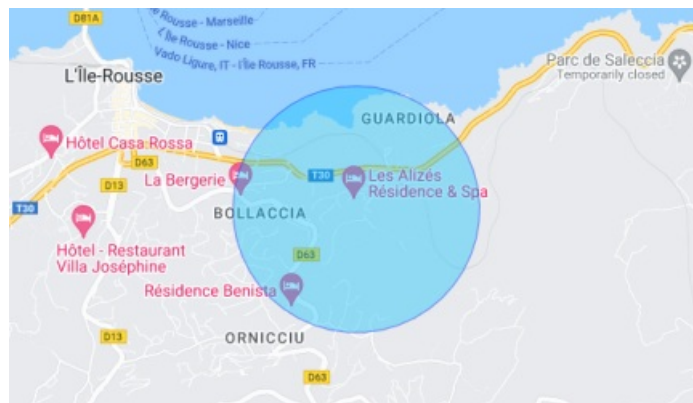 D81A
Île Rousse - Marseille
L'Île Rousse - Nice
Vado Ligure, IT - l'Île Rousse, FR
L'Île-Rousse
Parc de Saleccia
Temporarily closed
GUARDIOLA
Hôtel Casa Rossa
D63
D13
La Bergerie
T30
Les Alizés
Résidence & Spa
T30
BOLLACCIA
Hôtel - Restaurant
Villa Joséphine
D63
Résidence Benista
D13
ORNICCIU
D63